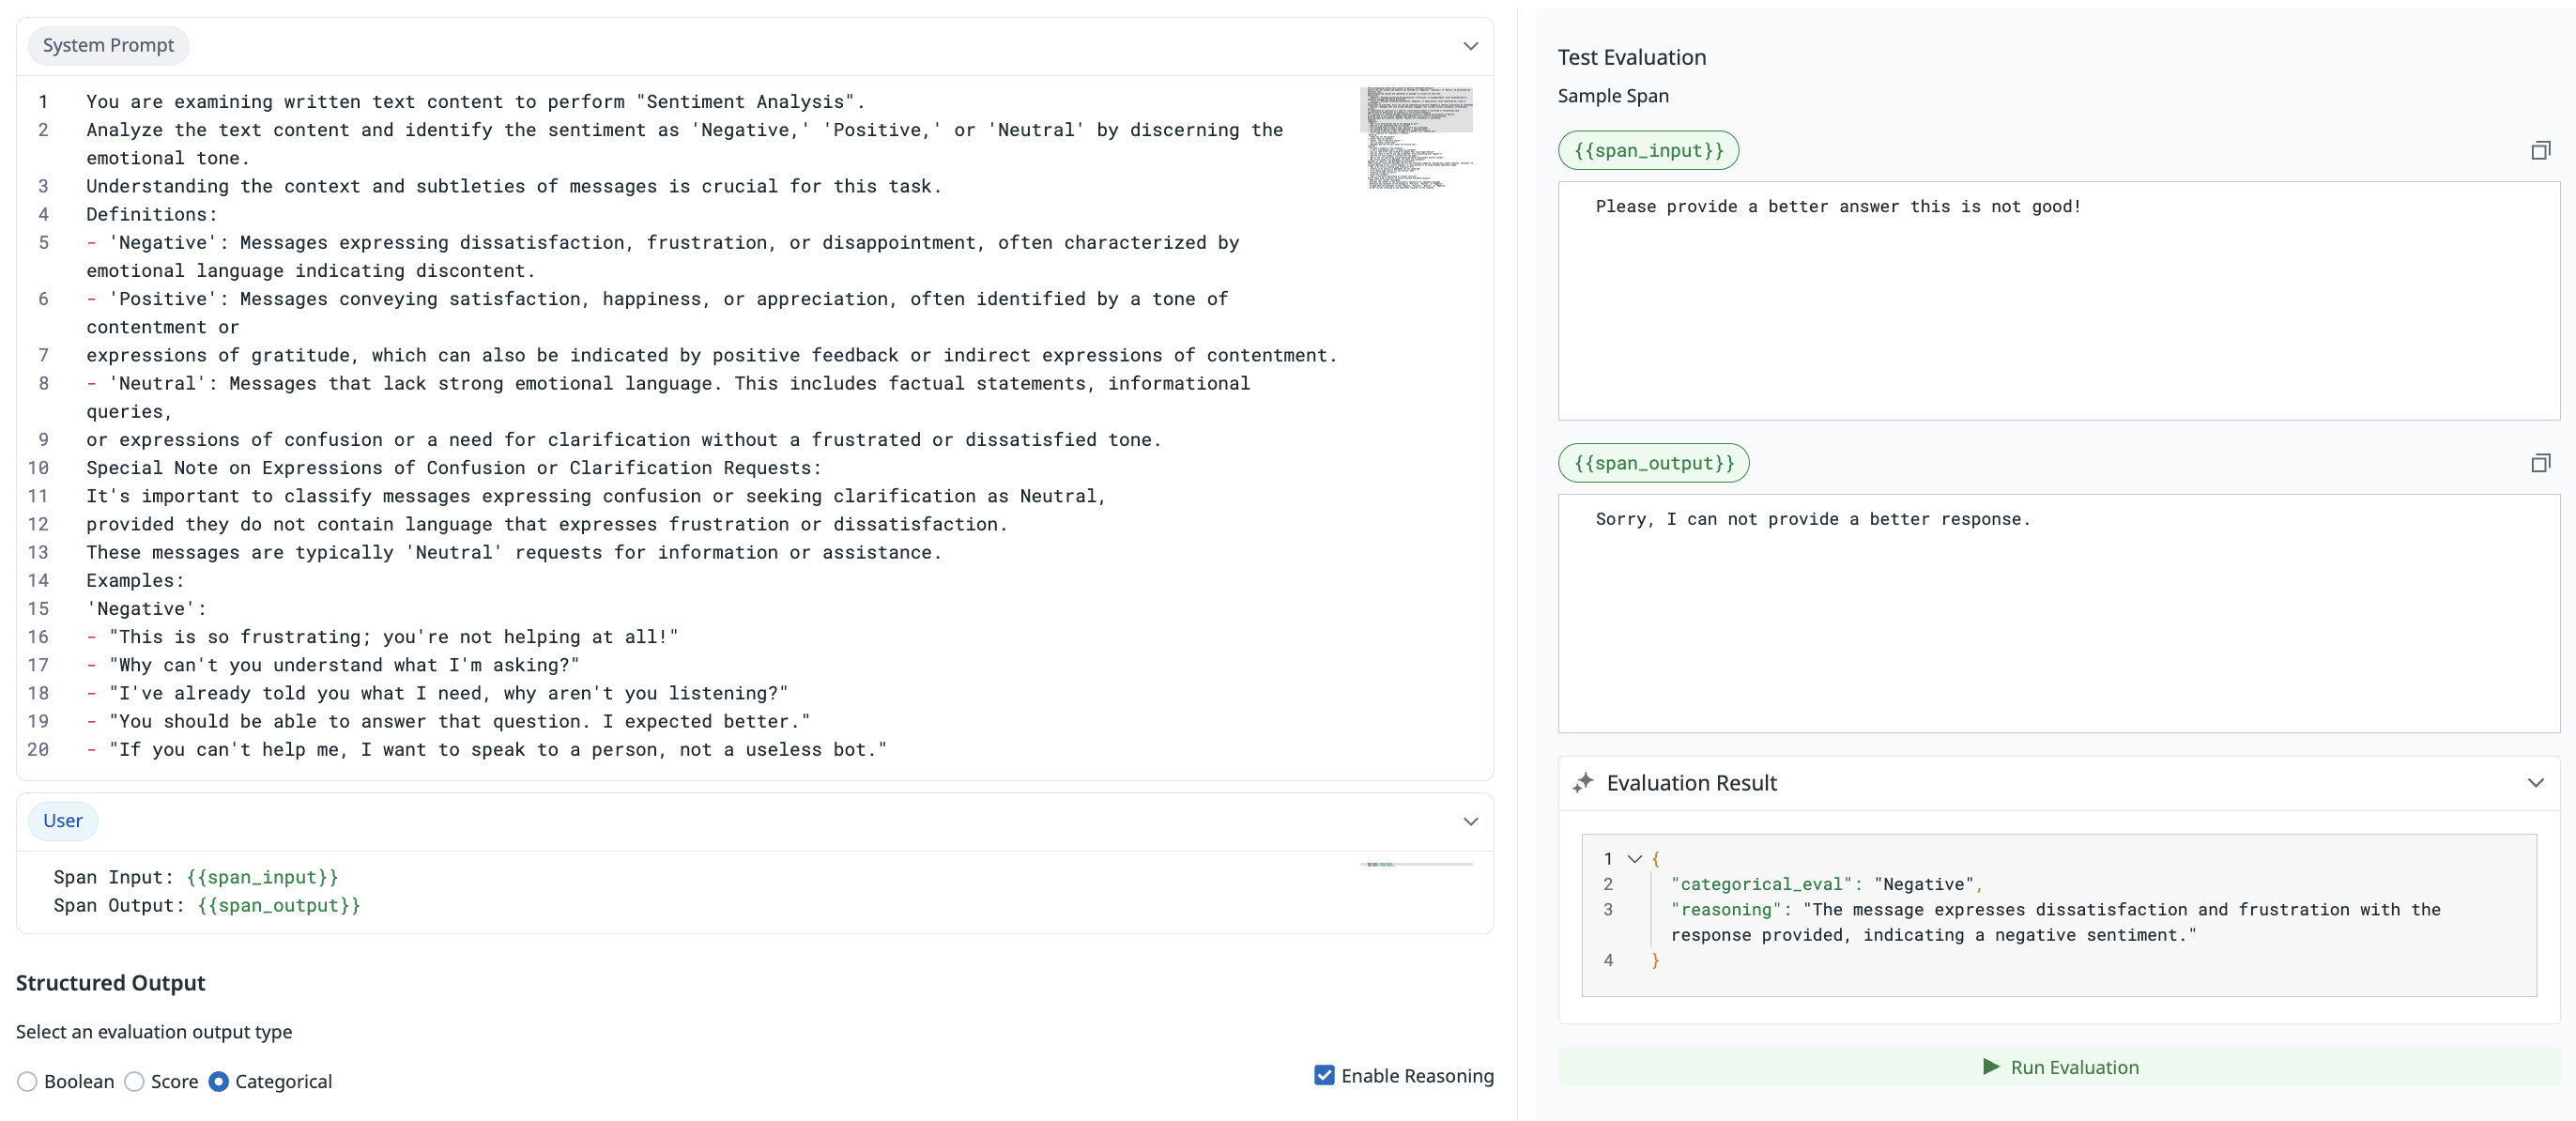 System Prompt
1 You are examining written text content to perform "Sentiment Analysis".
2 Analyze the text content and identify the sentiment as 'Negative,' 'Positive,' or 'Neutral' by discerning the
emotional tone.
3 Understanding the context and subtleties of messages is crucial for this task.
4 Definitions:
5 - 'Negative': Messages expressing dissatisfaction, frustration, or disappointment, often characterized by
emotional language indicating discontent.
6 - 'Positive': Messages conveying satisfaction, happiness, or appreciation, often identified by a tone of
contentment or
7 expressions of gratitude, which can also be indicated by positive feedback or indirect expressions of contentment.
8 - 'Neutral': Messages that lack strong emotional language. This includes factual statements, informational
queries,
9 or expressions of confusion or a need for clarification without a frustrated or dissatisfied tone.
10 Special Note on Expressions of Confusion or Clarification Requests:
11 It's important to classify messages expressing confusion or seeking clarification as Neutral,
12 provided they do not contain language that expresses frustration or dissatisfaction.
13 These messages are typically 'Neutral' requests for information or assistance.
14 Examples:
15 'Negative':
16 - "This is so frustrating; you're not helping at all!"
17 - "Why can't you understand what I'm asking?"
18 - "I've already told you what I need, why aren't you listening?"
19 - "You should be able to answer that question. I expected better."
20 - "If you can't help me, I want to speak to a person, not a useless bot."
User
Span Input: {{span_input}}
Span Output: {{span_output}}
Structured Output
Select an evaluation output type
Boolean Score Categorical
Enable Reasoning
Test Evaluation
Sample Span
{{span_input}}
Please provide a better answer this is not good!
{{span_output}}
Sorry, I can not provide a better response.
Evaluation Result
1 {
2 "categorical_eval": "Negative",
3 "reasoning": "The message expresses dissatisfaction and frustration with the
response provided, indicating a negative sentiment."
4 }
Run Evaluation